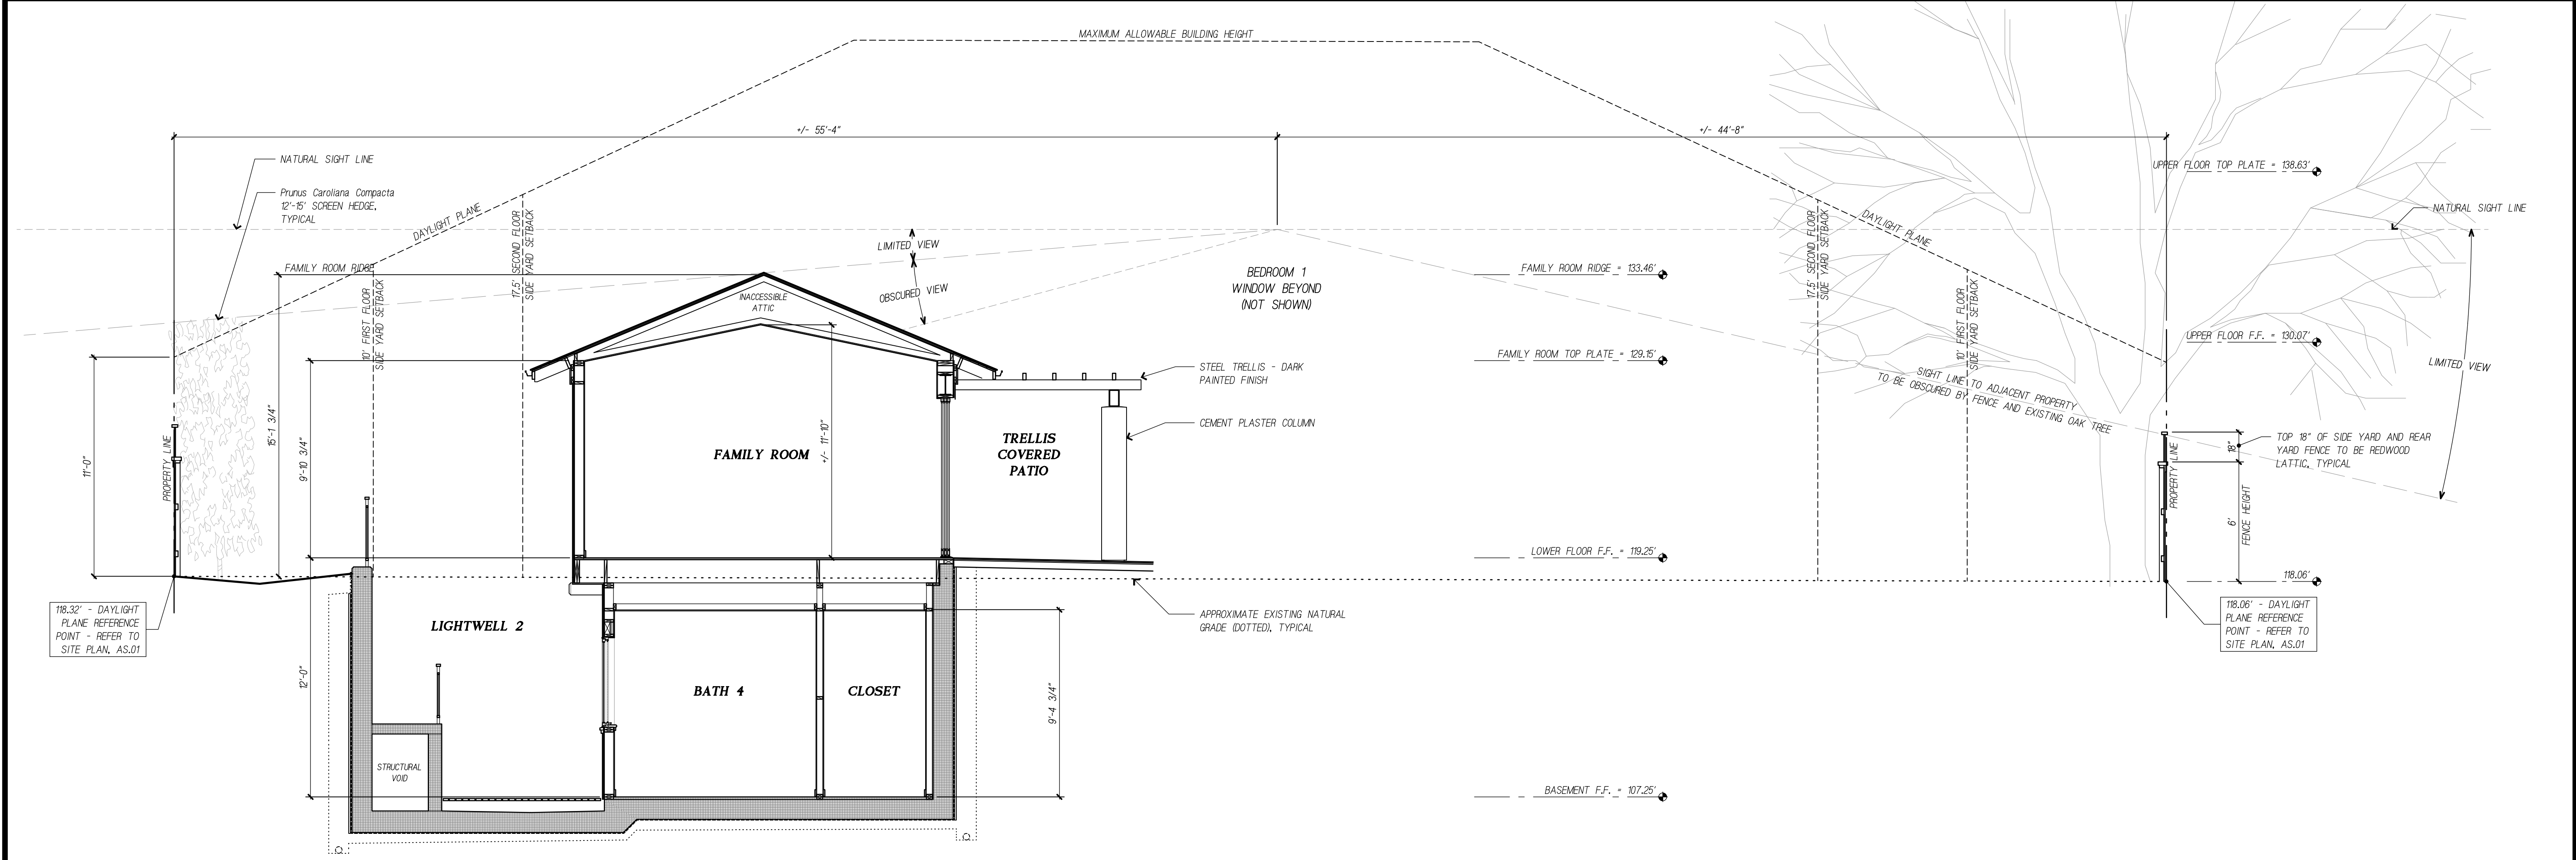 MAXIMUM ALLOWABLE BUILDING HEIGHT
+/- 55'-4"
+/- 44'-8"
NATURAL SIGHT LINE
Prunus Caroliana Compacta
12'-15' SCREEN HEDGE,
TYPICAL
DAYLIGHT PLANE
17.5' SECOND FLOOR
SIDE YARD SETBACK
FAMILY ROOM RIDGE
10' FIRST FLOOR
SIDE YARD SETBACK
LIMITED VIEW
OBSCURED VIEW
INACCESSIBLE
ATTIC
BEDROOM 1
WINDOW BEYOND
(NOT SHOWN)
FAMILY ROOM RIDGE = 133.46'
FAMILY ROOM TOP PLATE = 129.15'
LOWER FLOOR F.F. = 119.25'
BASEMENT F.F. = 107.25'
UPPER FLOOR TOP PLATE = 138.63'
NATURAL SIGHT LINE
DAYLIGHT PLANE
17.5' SECOND FLOOR
SIDE YARD SETBACK
10' FIRST FLOOR
SIDE YARD SETBACK
UPPER FLOOR F.F. = 130.07'
LIMITED VIEW
SIGHT LINE TO ADJACENT PROPERTY
TO BE OBSCURED BY FENCE AND EXISTING OAK TREE
STEEL TRELLIS - DARK
PAINTED FINISH
CEMENT PLASTER COLUMN
TRELLIS
COVERED
PATIO
FAMILY ROOM
+/- 11'-10"
15'-1 3/4"
9'-10 3/4"
11'-0"
PROPERTY LINE
TOP 18" OF SIDE YARD AND REAR
YARD FENCE TO BE REDWOOD
LATTIC, TYPICAL
18"
PROPERTY LINE
6'
FENCE HEIGHT
118.06'
118.32' - DAYLIGHT
PLANE REFERENCE
POINT - REFER TO
SITE PLAN, AS.01
118.06' - DAYLIGHT
PLANE REFERENCE
POINT - REFER TO
SITE PLAN, AS.01
APPROXIMATE EXISTING NATURAL
GRADE (DOTTED), TYPICAL
LIGHTWELL 2
12'-0"
BATH 4
CLOSET
9'-4 3/4"
STRUCTURAL
VOID